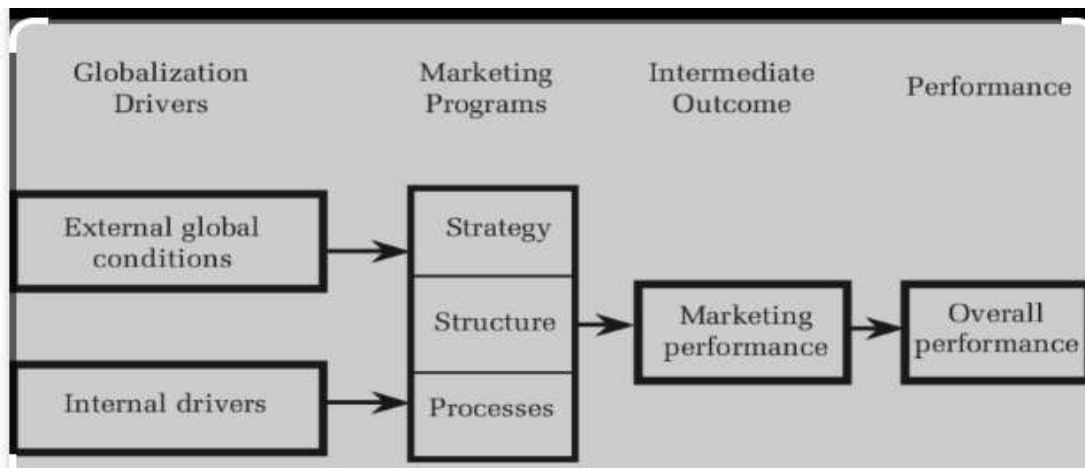 Globalization
Drivers
Marketing
Programs
Intermediate
Outcome
Performance
External global
conditions
Internal drivers
Strategy
Structure
Processes
Marketing
performance
Overall
performance